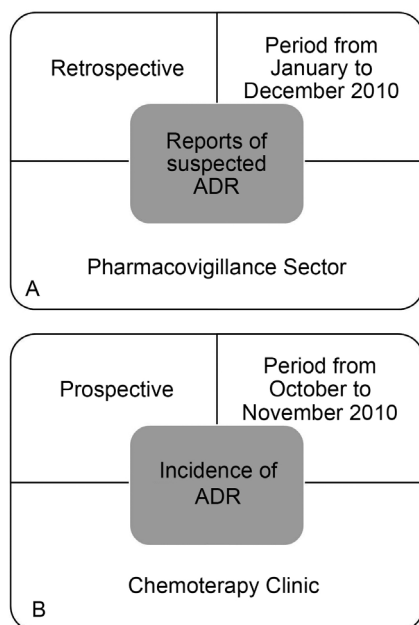 Retrospective
Period from
January to
December 2010
Reports of
suspected
ADR
Pharmacovigillance Sector
A
Prospective
Period from
October to
November 2010
Incidence of
ADR
Chemoterapy Clinic
B